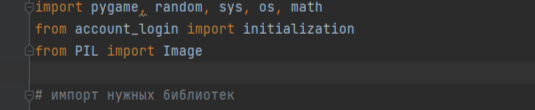 import pygame, random, sys, os, math
from account_login import initialization
from PIL import Image
# импорт нужных библиотек